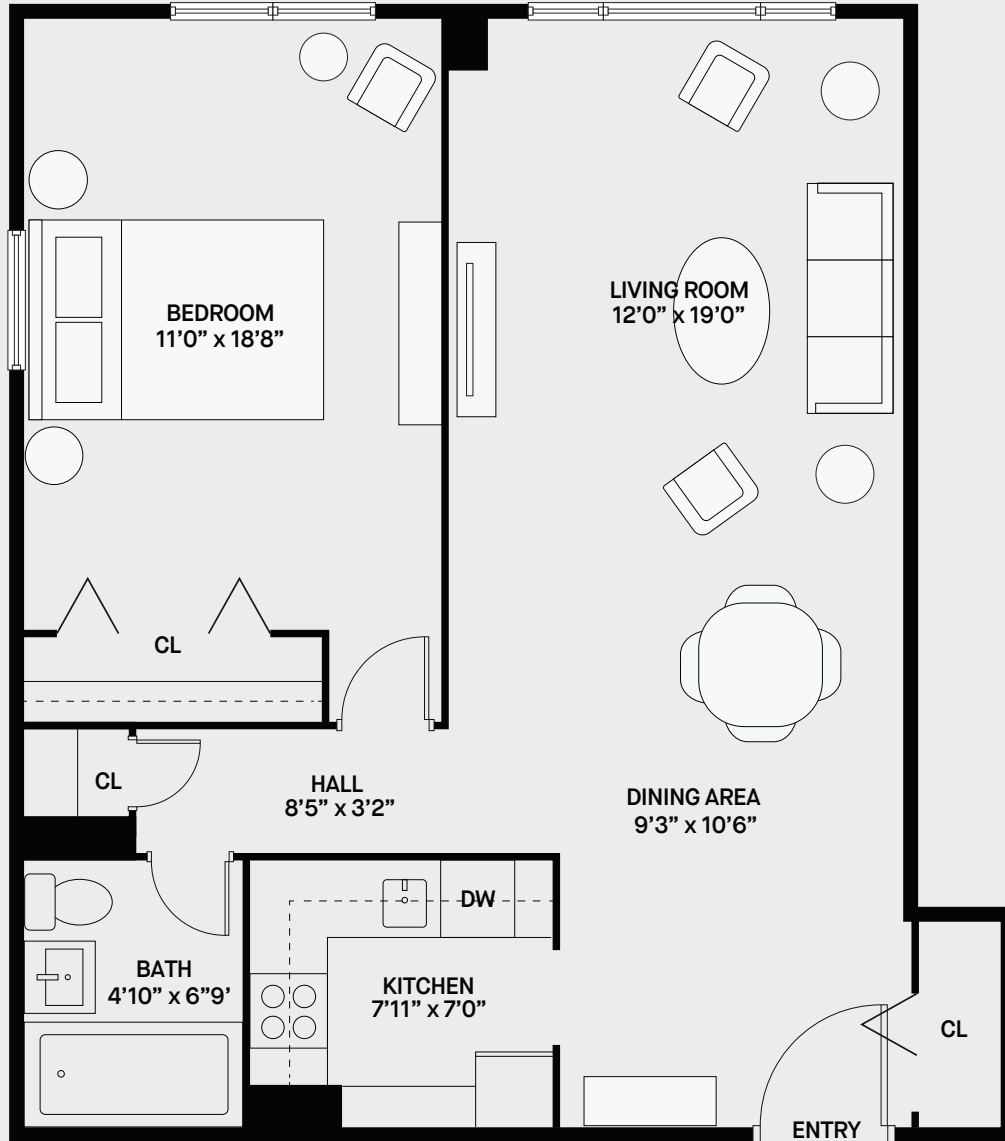 BEDROOM
11’0” x 18’8”
LIVING ROOM
12’0” x 19’0”
CL
CL
HALL
8’5” x 3’2”
DINING AREA
9’3” x 10’6”
DW
BATH
4’10” x 6”9’
KITCHEN
7’11” x 7’0”
CL
ENTRY